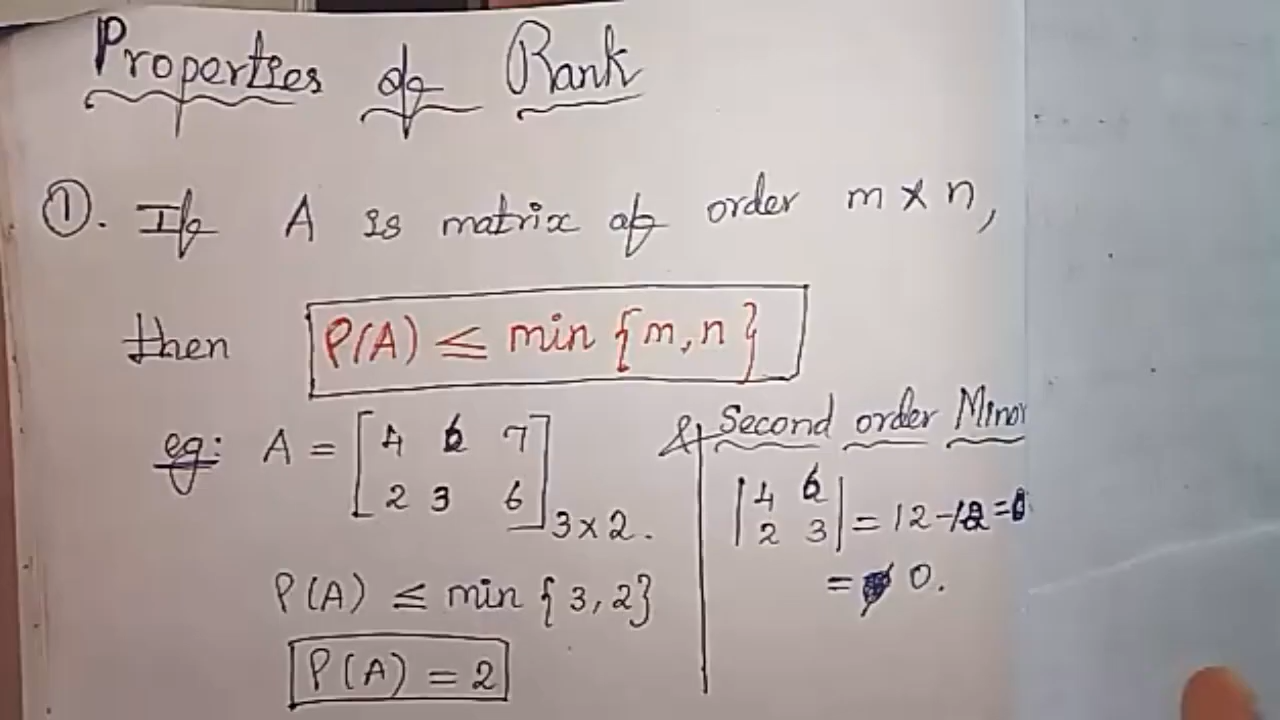 Properties of Rank
①. If A is matrix of order m × n,
then ρ(A) ≤ min {m, n}
eg: A = [4 6 7
2 3 6]3×2.
ρ(A) ≤ min {3, 2}
ρ(A) = 2
& Second order Minor
|4 6
2 3| = 12 - 12 = 0
= 0.